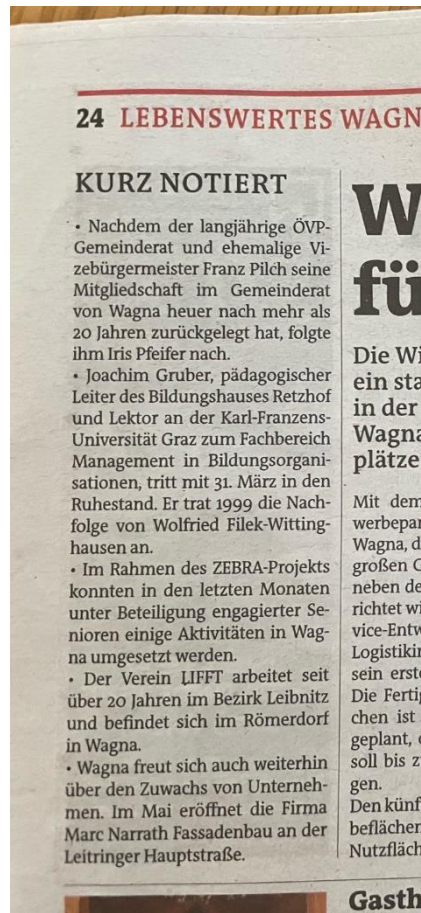 24 LEBENSWERTES WAGN
KURZ NOTIERT
• Nachdem der langjährige ÖVP-
Gemeinderat und ehemalige Vi-
zebürgermeister Franz Pilch seine
Mitgliedschaft im Gemeinderat
von Wagna heuer nach mehr als
20 Jahren zurückgelegt hat, folgte
ihm Iris Pfeifer nach.
• Joachim Gruber, pädagogischer
Leiter des Bildungshauses Retzhof
und Lektor an der Karl-Franzens-
Universität Graz zum Fachbereich
Management in Bildungsorgani-
sationen, tritt mit 31. März in den
Ruhestand. Er trat 1999 die Nach-
folge von Wolfried Filek-Witting-
hausen an.
• Im Rahmen des ZEBRA-Projekts
konnten in den letzten Monaten
unter Beteiligung engagierter Se-
nioren einige Aktivitäten in Wag-
na umgesetzt werden.
• Der Verein LIFFT arbeitet seit
über 20 Jahren im Bezirk Leibnitz
und befindet sich im Römerdorf
in Wagna.
• Wagna freut sich auch weiterhin
über den Zuwachs von Unterneh-
men. Im Mai eröffnet die Firma
Marc Narrath Fassadenbau an der
Leitringer Hauptstraße.
W
fü
Die Wi
ein sta
in der
Wagna
plätze
Mit dem
werbepar
Wagna, d
großen G
neben de
richtet wi
vice-Entw
Logistikin
sein erste
Die Fertig
chen ist
geplant, 
soll bis z
gen.
Den künf
beflächen
Nutzfläch
Gasth